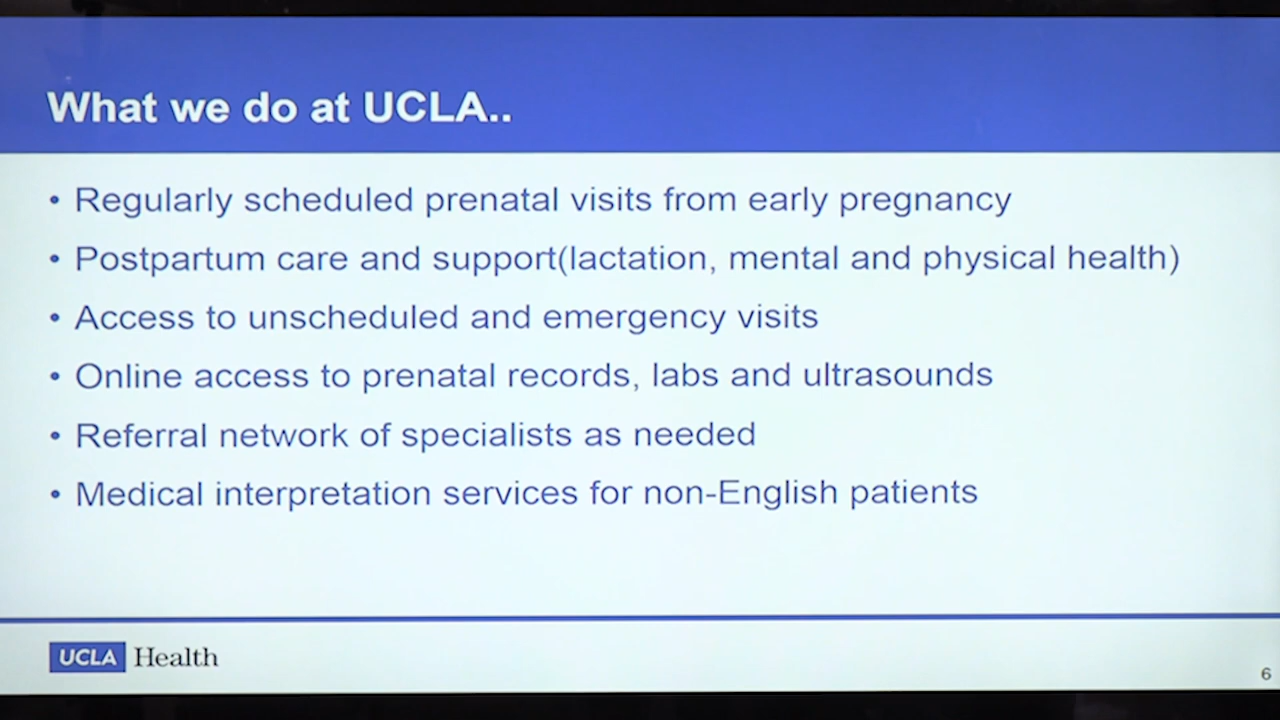 What we do at UCLA..
• Regularly scheduled prenatal visits from early pregnancy
• Postpartum care and support(lactation, mental and physical health)
• Access to unscheduled and emergency visits
• Online access to prenatal records, labs and ultrasounds
• Referral network of specialists as needed
• Medical interpretation services for non-English patients
UCLA Health
6